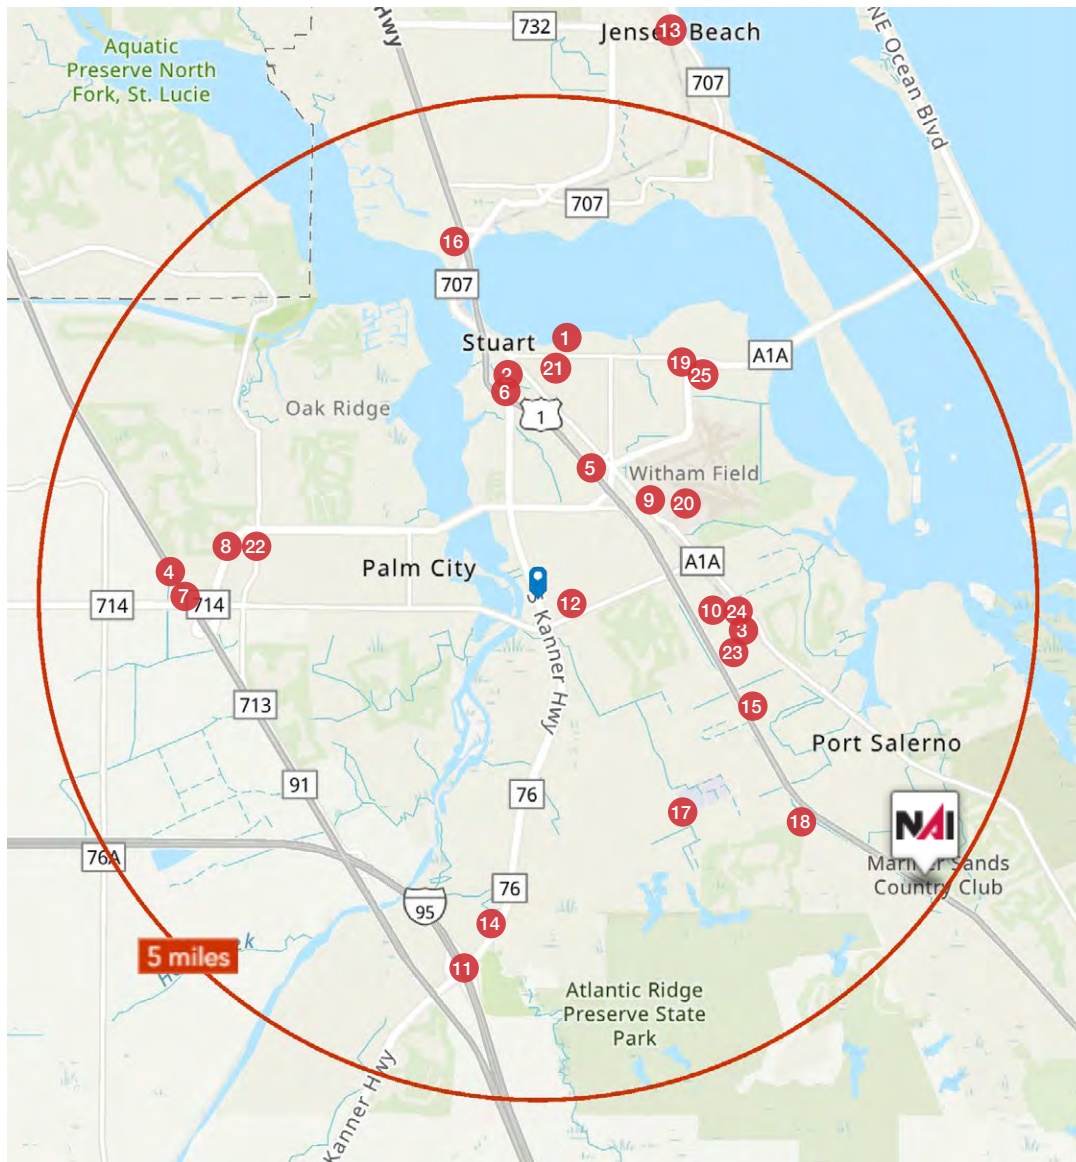 Hwy
732
13
Jensen Beach
Aquatic
Preserve North
Fork, St. Lucie
NE Ocean Blvd
707
707
16
707
Stuart
1
A1A
19
21
25
2
6
Oak Ridge
1
5
Witham Field
9
20
8
22
A1A
Palm City
4
7
714
714
12
10
24
3
23
S Kanner Hwy
713
15
Port Salerno
91
76
17
18
NAI
76A
Mariner Sands
Country Club
76
95
14
5 miles
11
Atlantic Ridge
Preserve State
Park
Kanner Hwy